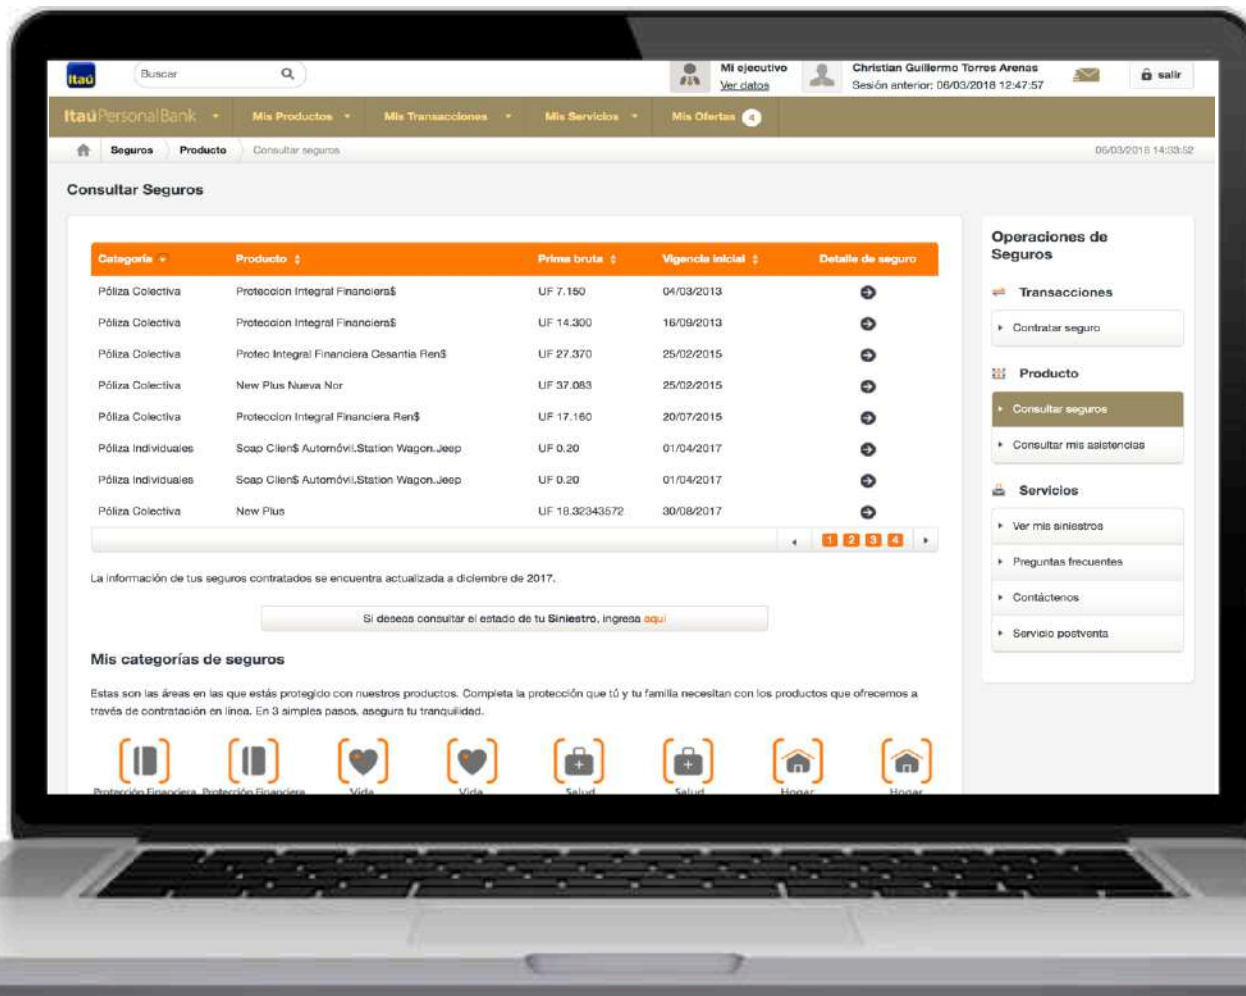 Itaú
Buscar
Mi ejecutivo
Ver datos
Christian Guillermo Torres Arenas
Sesión anterior: 06/03/2018 12:47:57
salir
ItaúPersonalBank
Mis Productos
Mis Transacciones
Mis Servicios
Mis Ofertas 4
Seguros Producto Consultar seguros
06/03/2018 14:33:52
Consultar Seguros
Categoría Producto Prima bruta Vigencia inicial Detalle de seguro
Póliza Colectiva Proteccion Integral Financiera$ UF 7.150 04/03/2013
Póliza Colectiva Proteccion Integral Financiera$ UF 14.300 16/09/2013
Póliza Colectiva Protec Integral Financiera Cesantia Ren$ UF 27.370 25/02/2015
Póliza Colectiva New Plus Nueva Nor UF 37.083 25/02/2015
Póliza Colectiva Proteccion Integral Financiera Ren$ UF 17.160 20/07/2015
Póliza Individuales Soap Clien$ Automóvil.Station Wagon.Jeep UF 0.20 01/04/2017
Póliza Individuales Soap Clien$ Automóvil.Station Wagon.Jeep UF 0.20 01/04/2017
Póliza Colectiva New Plus UF 18.32343572 30/08/2017
1 2 3 4
La información de tus seguros contratados se encuentra actualizada a diciembre de 2017.
Si deseas consultar el estado de tu Siniestro, ingresa aquí
Mis categorías de seguros
Estas son las áreas en las que estás protegido con nuestros productos. Completa la protección que tú y tu familia necesitan con los productos que ofrecemos a
través de contratación en línea. En 3 simples pasos, asegura tu tranquilidad.
Protección Financiera Protección Financiera Vida Vida Salud Salud Hogar Hogar
Operaciones de
Seguros
Transacciones
Contratar seguro
Producto
Consultar seguros
Consultar mis asistencias
Servicios
Ver mis siniestros
Preguntas frecuentes
Contáctenos
Servicio postventa